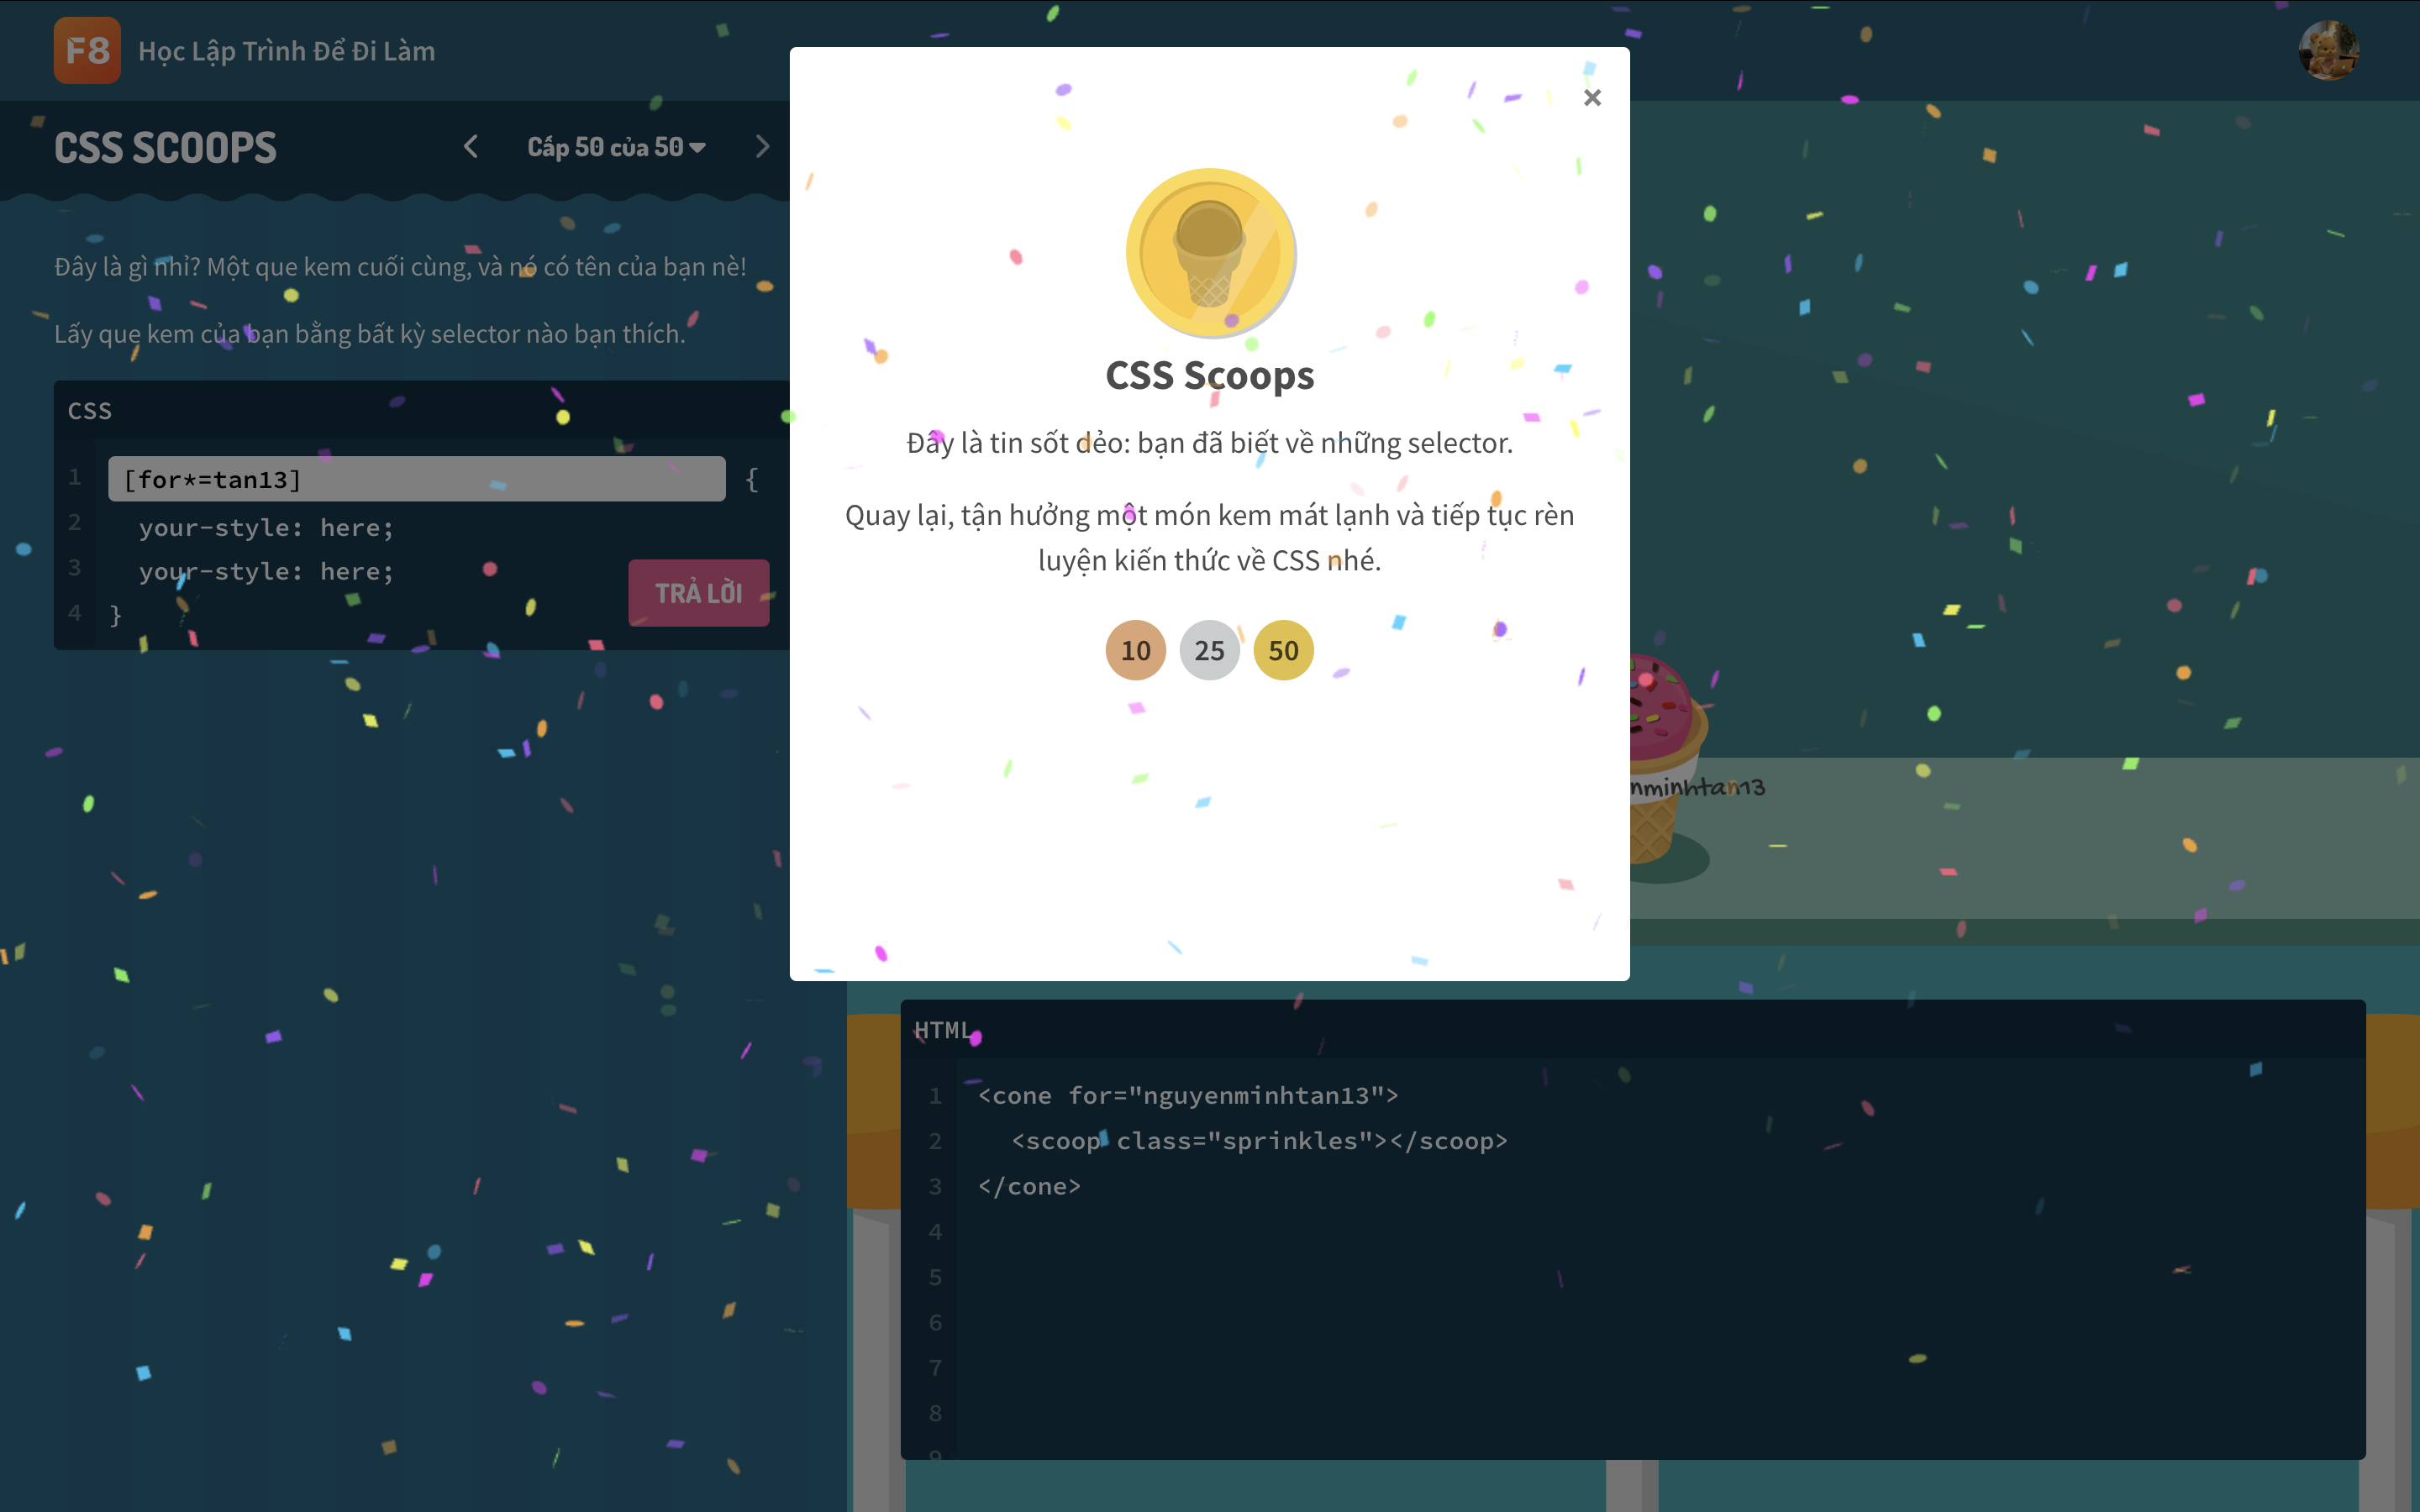 F8 Học Lập Trình Để Đi Làm
CSS SCOOPS
Cấp 50 của 50
Đây là gì nhỉ? Một que kem cuối cùng, và nó có tên của bạn nè!
Lấy que kem của bạn bằng bất kỳ selector nào bạn thích.
CSS
1 [for*=tan13] {
2 your-style: here;
3 your-style: here;
4 }
TRẢ LỜI
×
CSS Scoops
Đây là tin sốt dẻo: bạn đã biết về những selector.
Quay lại, tận hưởng một món kem mát lạnh và tiếp tục rèn
luyện kiến thức về CSS nhé.
10 25 50
nminhtan13
HTML
1 <cone for="nguyenminhtan13">
2 <scoop class="sprinkles"></scoop>
3 </cone>
4
5
6
7
8
9